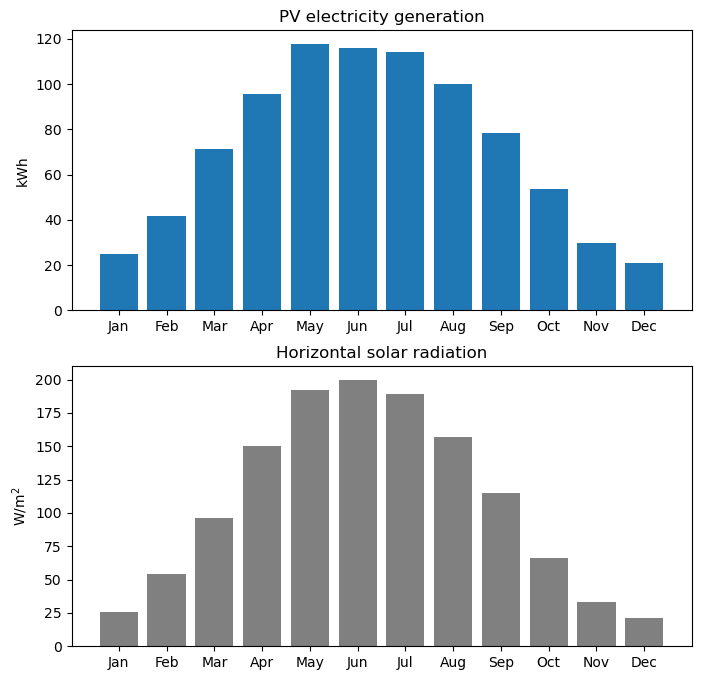 PV electricity generation
120
100
80
60
40
20
0
kWh
Jan Feb Mar Apr May Jun Jul Aug Sep Oct Nov Dec
Horizontal solar radiation
200
175
150
125
100
75
50
25
0
W/m²
Jan Feb Mar Apr May Jun Jul Aug Sep Oct Nov Dec